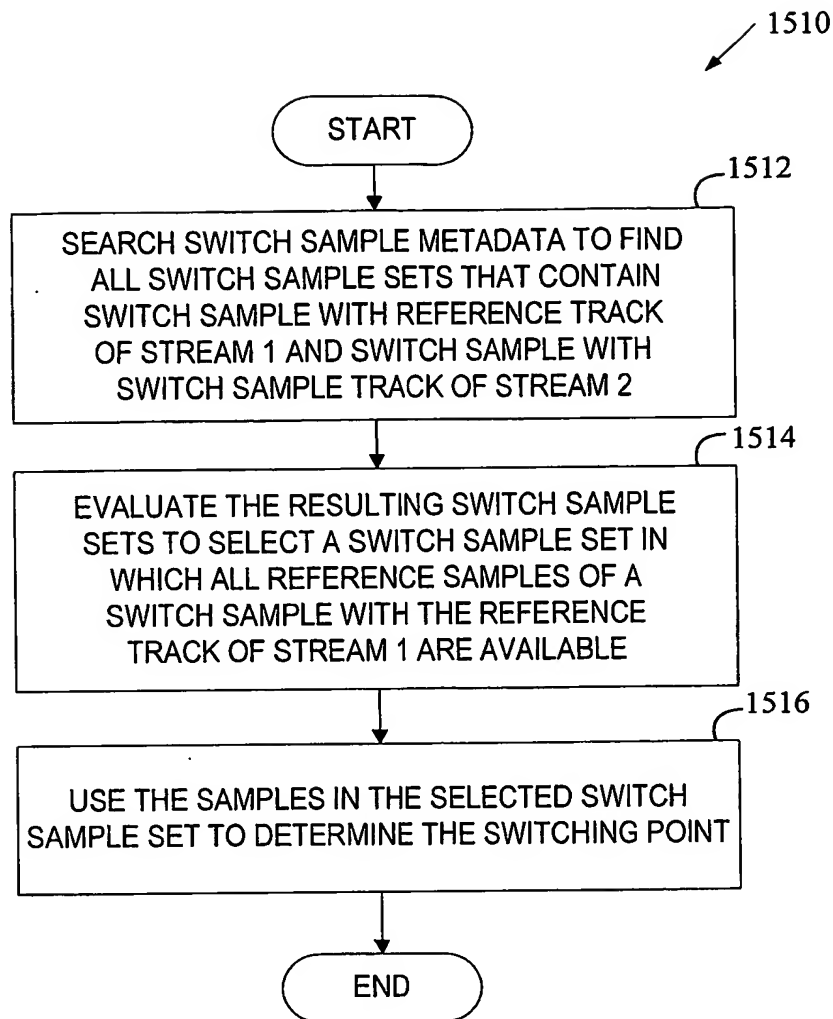 1510
START
1512
SEARCH SWITCH SAMPLE METADATA TO FIND
ALL SWITCH SAMPLE SETS THAT CONTAIN
SWITCH SAMPLE WITH REFERENCE TRACK
OF STREAM 1 AND SWITCH SAMPLE WITH
SWITCH SAMPLE TRACK OF STREAM 2
1514
EVALUATE THE RESULTING SWITCH SAMPLE
SETS TO SELECT A SWITCH SAMPLE SET IN
WHICH ALL REFERENCE SAMPLES OF A
SWITCH SAMPLE WITH THE REFERENCE
TRACK OF STREAM 1 ARE AVAILABLE
1516
USE THE SAMPLES IN THE SELECTED SWITCH
SAMPLE SET TO DETERMINE THE SWITCHING POINT
END